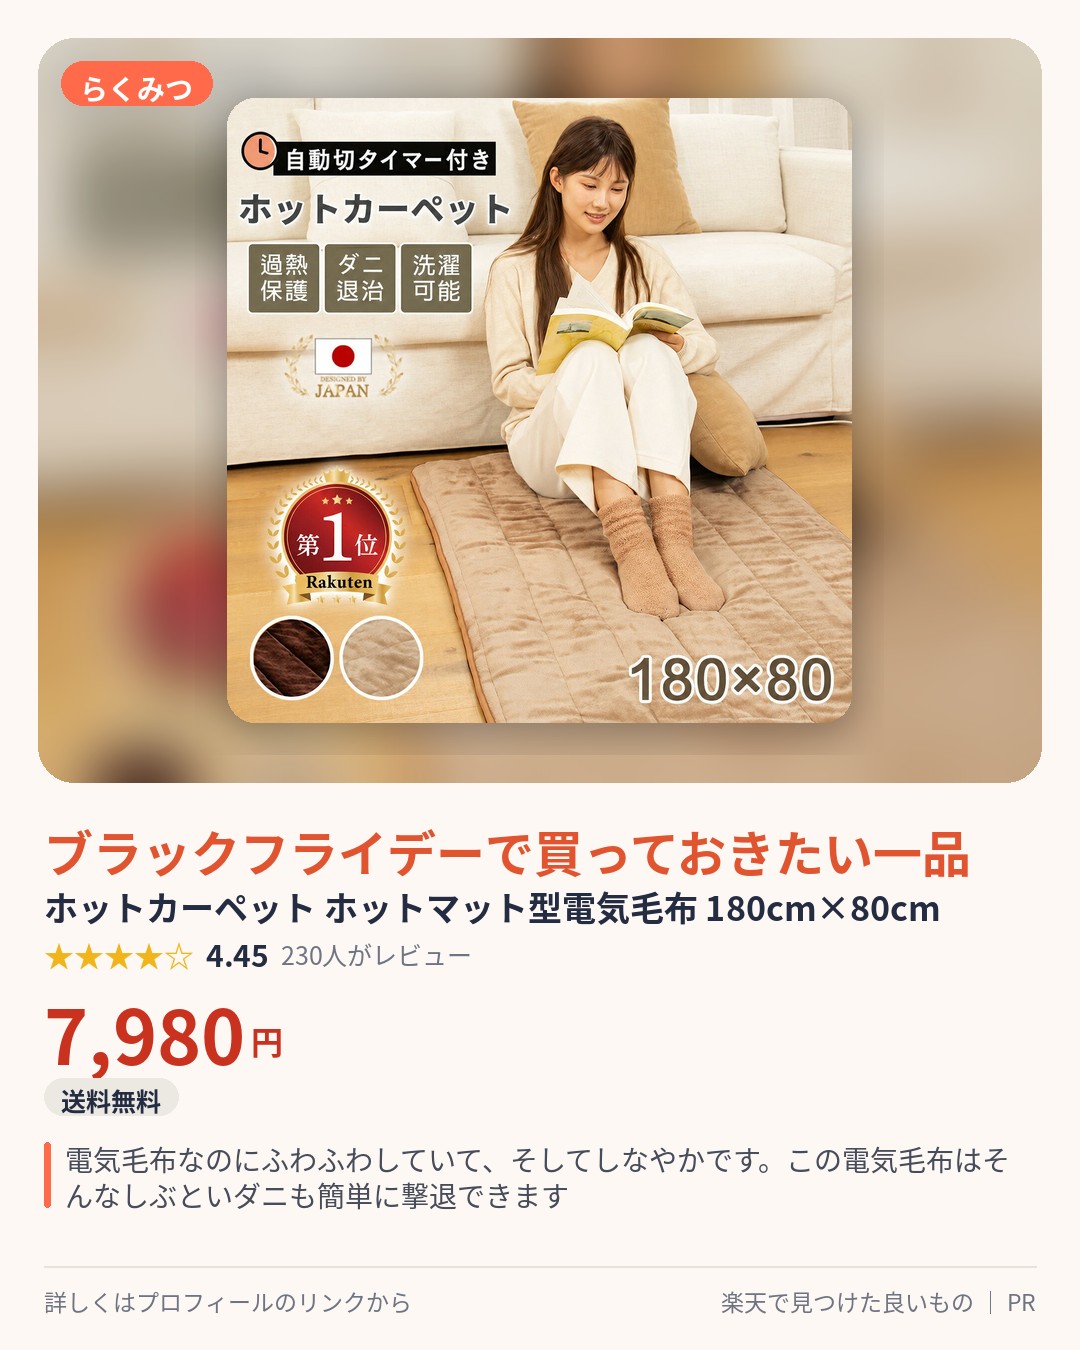 らくみつ
自動切タイマー付き
ホットカーペット
過熱保護
ダニ退治
洗濯可能
DESIGNED BY
JAPAN
第1位
Rakuten
180×80
ブラックフライデーで買っておきたい一品
ホットカーペット ホットマット型電気毛布 180cm×80cm
★★★★☆ 4.45 230人がレビュー
7,980円
送料無料
電気毛布なのにふわふわしていて、そしてしなやかです。この電気毛布はそ
んなしぶといダニも簡単に撃退できます
詳しくはプロフィールのリンクから
楽天で見つけた良いもの｜PR